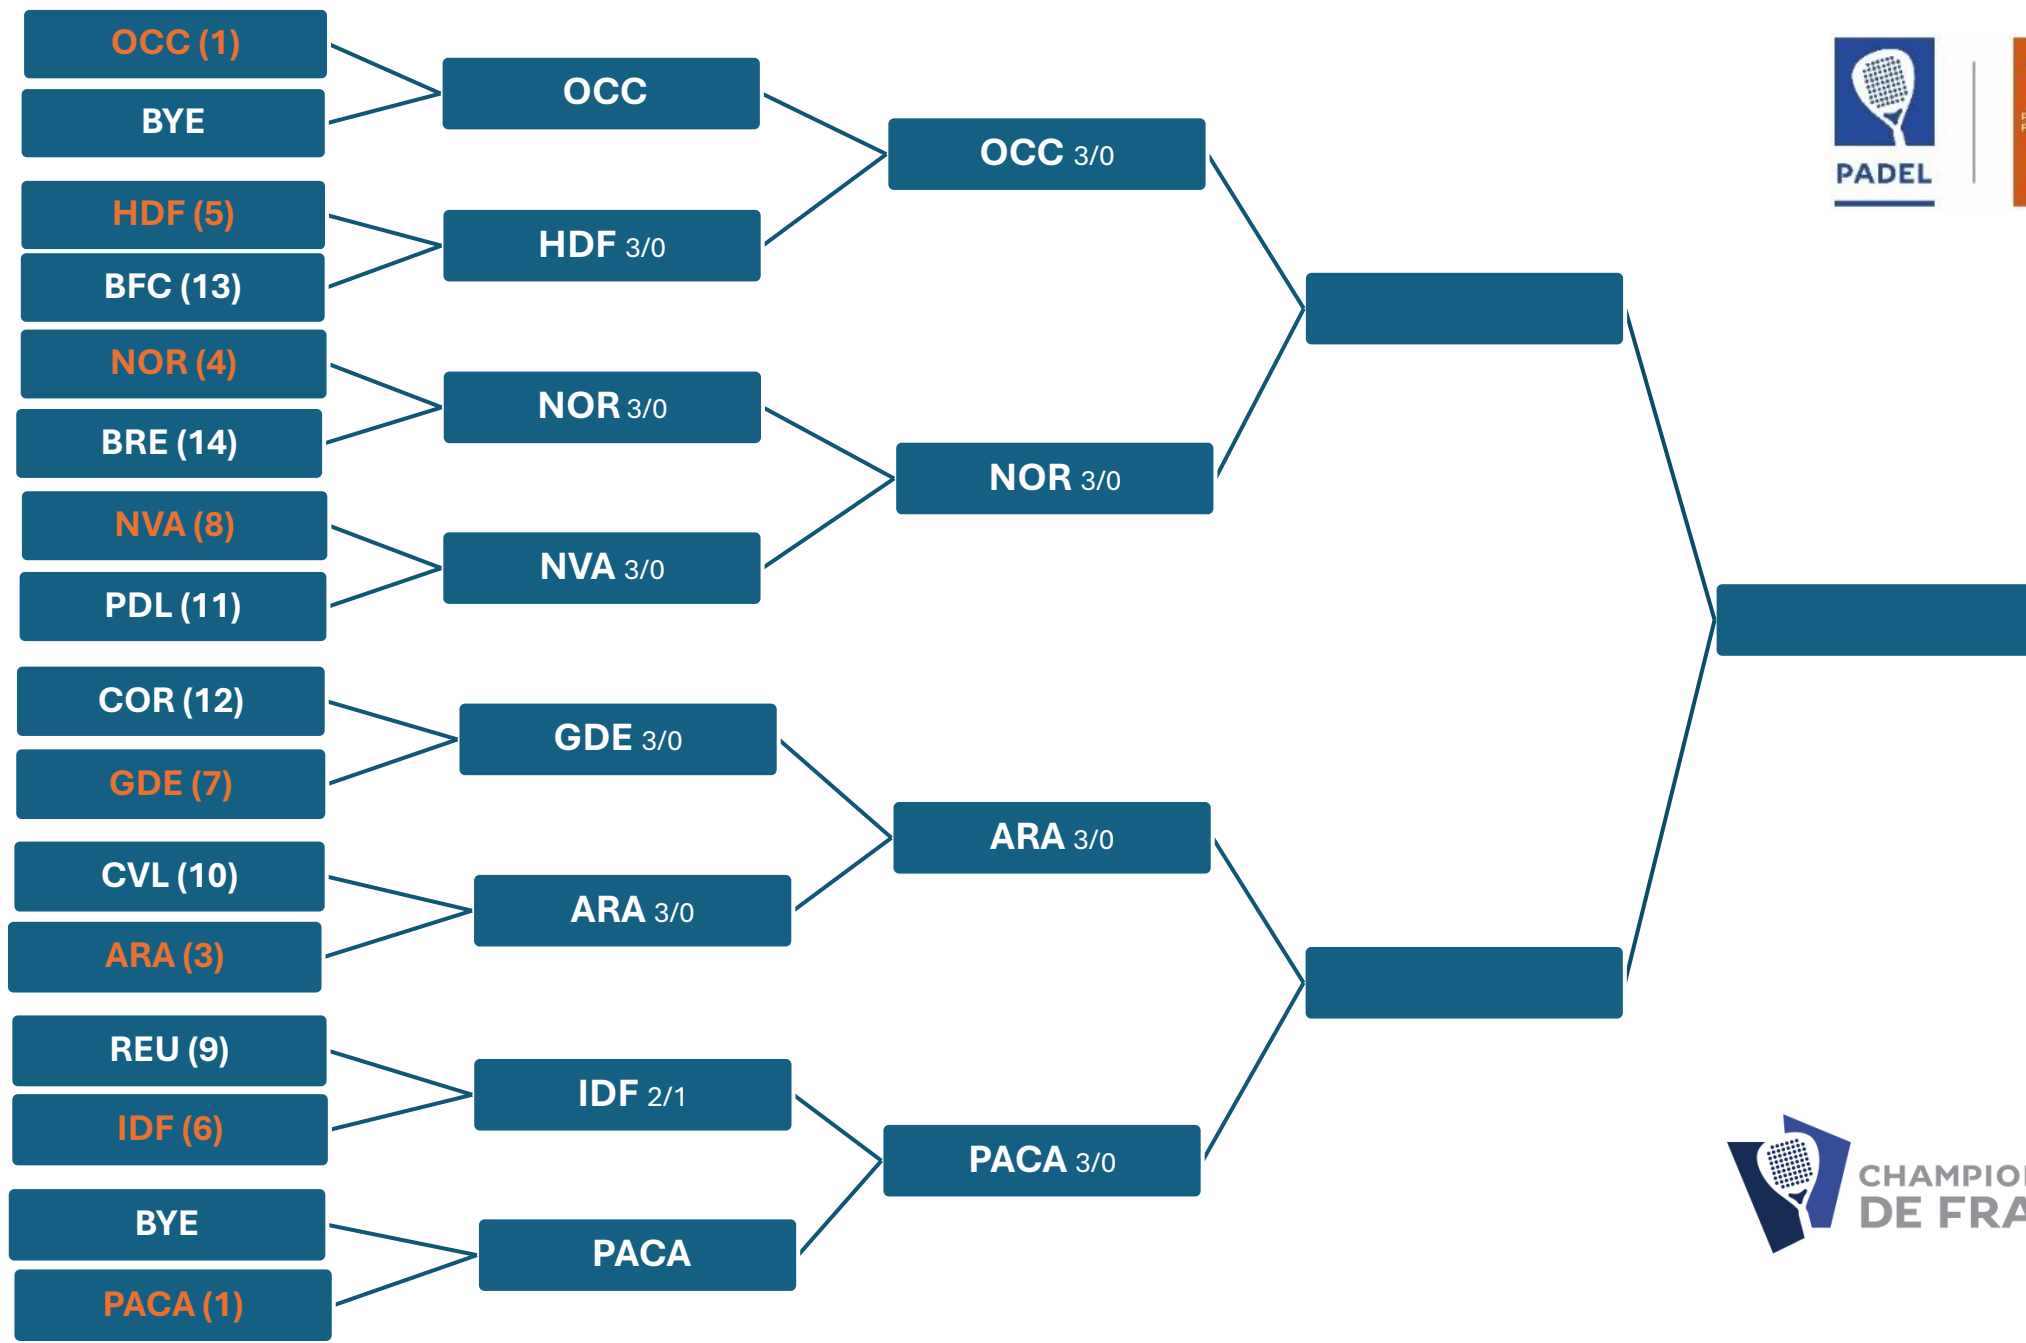 OCC (1)
BYE
HDF (5)
BFC (13)
NOR (4)
BRE (14)
NVA (8)
PDL (11)
COR (12)
GDE (7)
CVL (10)
ARA (3)
REU (9)
IDF (6)
BYE
PACA (1)
OCC
HDF 3/0
NOR 3/0
NVA 3/0
GDE 3/0
ARA 3/0
IDF 2/1
PACA
OCC 3/0
NOR 3/0
ARA 3/0
PACA 3/0
PADEL
CHAMPIO
DE FRA